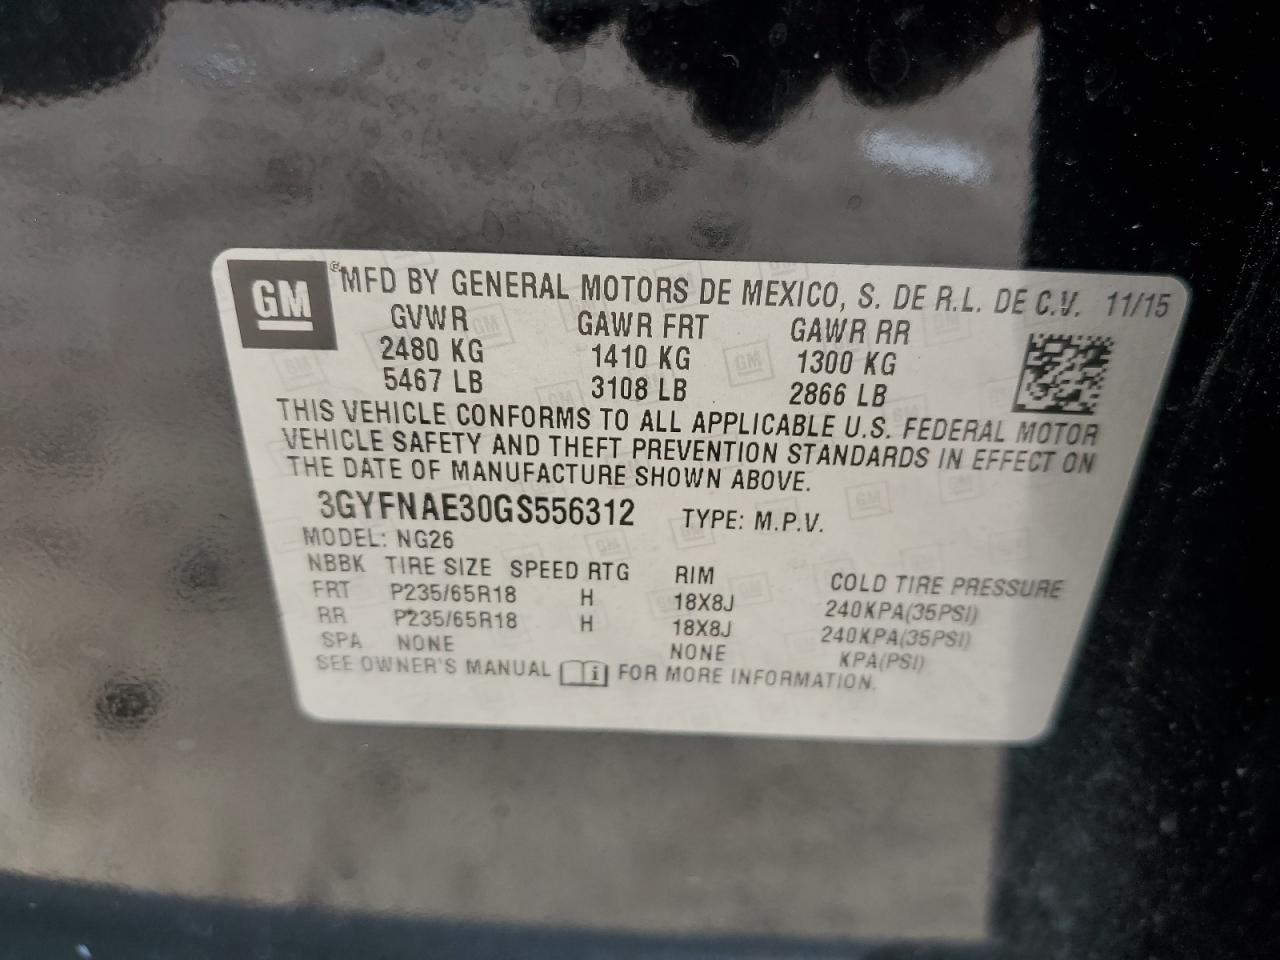 GM ® MFD BY GENERAL MOTORS DE MEXICO, S. DE R.L. DE C.V. 11/15
GVWR GAWR FRT GAWR RR
2480 KG 1410 KG 1300 KG
5467 LB 3108 LB 2866 LB
THIS VEHICLE CONFORMS TO ALL APPLICABLE U.S. FEDERAL MOTOR
VEHICLE SAFETY AND THEFT PREVENTION STANDARDS IN EFFECT ON
THE DATE OF MANUFACTURE SHOWN ABOVE.
3GYFNAE30GS556312 TYPE: M.P.V.
MODEL: NG26
NBBK TIRE SIZE SPEED RTG RIM COLD TIRE PRESSURE
FRT P235/65R18 H 18X8J 240KPA(35PSI)
RR P235/65R18 H 18X8J 240KPA(35PSI)
SPA NONE NONE KPA(PSI)
SEE OWNER'S MANUAL FOR MORE INFORMATION.